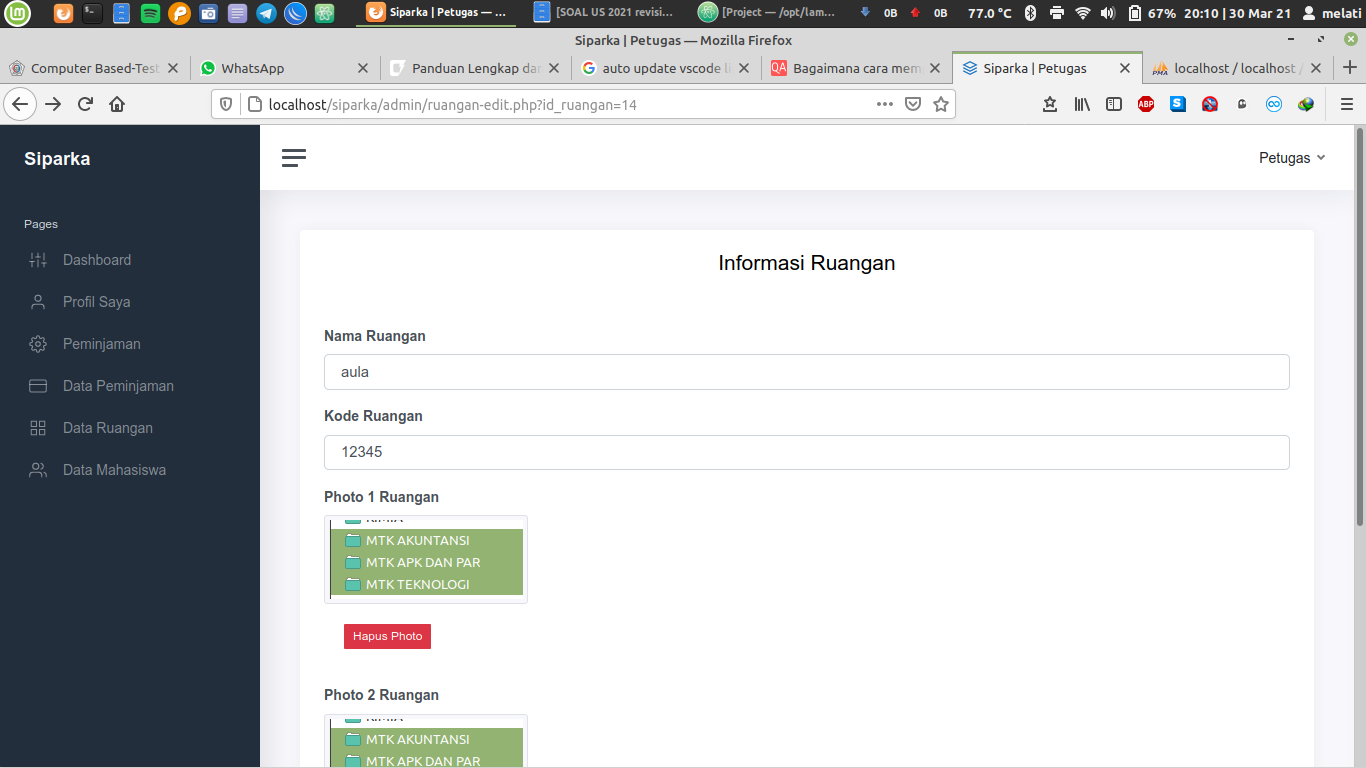 Siparka | Petugas — ...
[SOAL US 2021 revisi...
[Project — /opt/lam...
0B
0B
77.0 °C
67%
20:10 | 30 Mar 21
melati
Siparka | Petugas — Mozilla Firefox
Computer Based-Test
WhatsApp
Panduan Lengkap dan
auto update vscode li
QA
Bagaimana cara mem
Siparka | Petugas
PMA
localhost / localhost /
localhost/siparka/admin/ruangan-edit.php?id_ruangan=14
ABP
S
Siparka
Petugas
Pages
Dashboard
Profil Saya
Peminjaman
Data Peminjaman
Data Ruangan
Data Mahasiswa
Informasi Ruangan
Nama Ruangan
aula
Kode Ruangan
12345
Photo 1 Ruangan
MTK AKUNTANSI
MTK APK DAN PAR
MTK TEKNOLOGI
Hapus Photo
Photo 2 Ruangan
MTK AKUNTANSI
MTK APK DAN PAR